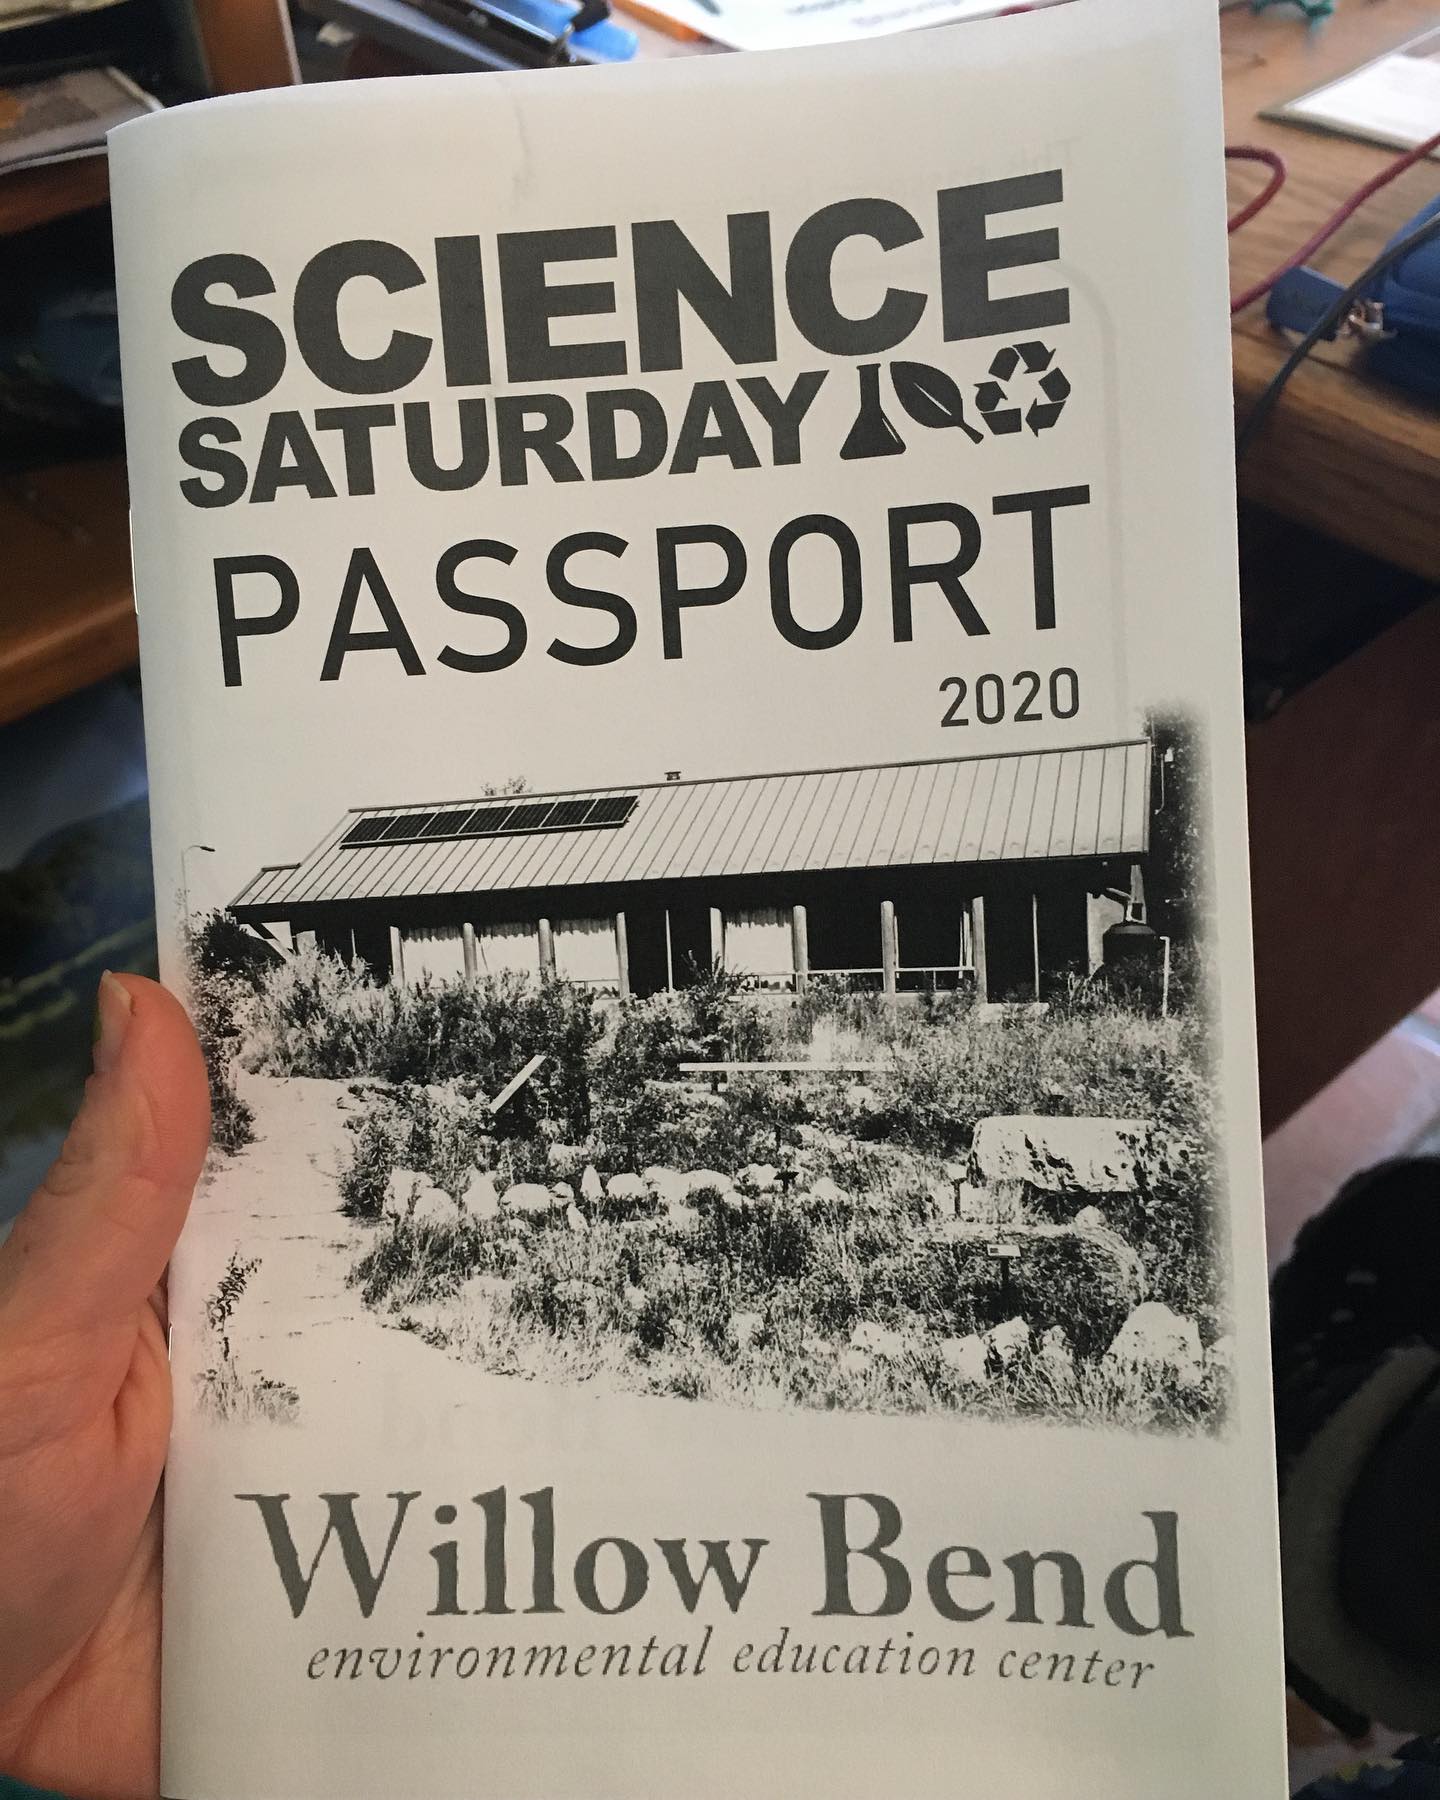 SCIENCE
SATURDAY
PASSPORT
2020
Willow Bend
environmental education center